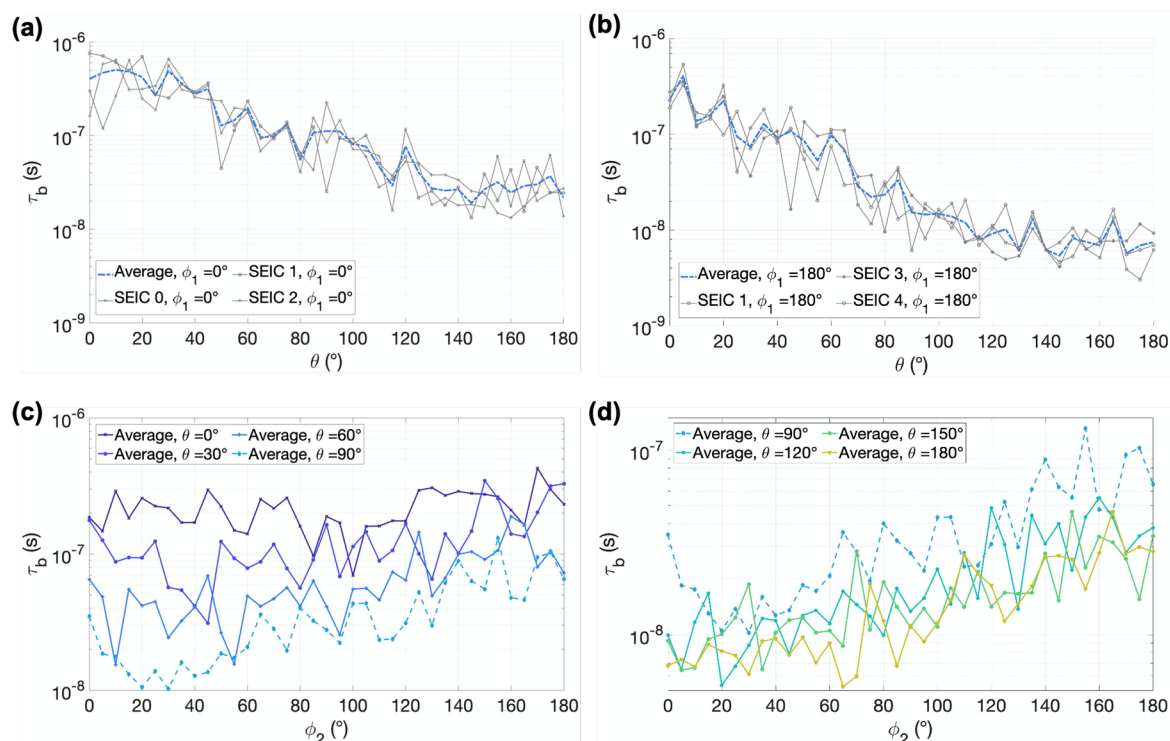 (a)
10^-6
10^-7
10^-8
10^-9
τ_b (s)
Average, ϕ_1 =0° SEIC 1, ϕ_1 =0°
SEIC 0, ϕ_1 =0° SEIC 2, ϕ_1 =0°
0 20 40 60 80 100 120 140 160 180
θ (°)
(b)
10^-6
10^-7
10^-8
10^-9
τ_b (s)
Average, ϕ_1 =180° SEIC 3, ϕ_1 =180°
SEIC 1, ϕ_1 =180° SEIC 4, ϕ_1 =180°
0 20 40 60 80 100 120 140 160 180
θ (°)
(c)
10^-6
10^-7
10^-8
τ_b (s)
Average, θ =0° Average, θ =60°
Average, θ =30° Average, θ =90°
0 20 40 60 80 100 120 140 160 180
ϕ_2 (°)
(d)
10^-7
10^-8
τ_b (s)
Average, θ =90° Average, θ =150°
Average, θ =120° Average, θ =180°
0 20 40 60 80 100 120 140 160 180
ϕ_2 (°)